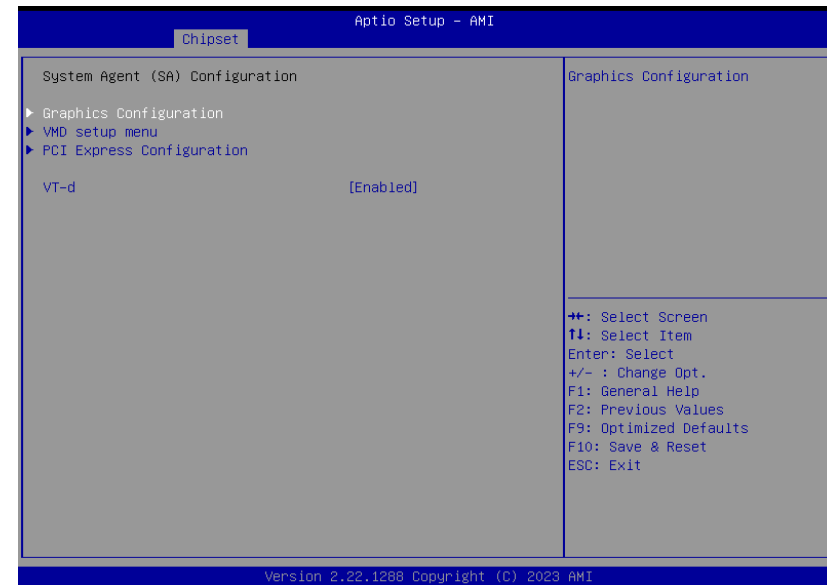 Aptio Setup – AMI
Chipset
System Agent (SA) Configuration
Graphics Configuration
VMD setup menu
PCI Express Configuration
VT-d [Enabled]
Graphics Configuration
→←: Select Screen
↑↓: Select Item
Enter: Select
+/- : Change Opt.
F1: General Help
F2: Previous Values
F9: Optimized Defaults
F10: Save & Reset
ESC: Exit
Version 2.22.1288 Copyright (C) 2023 AMI